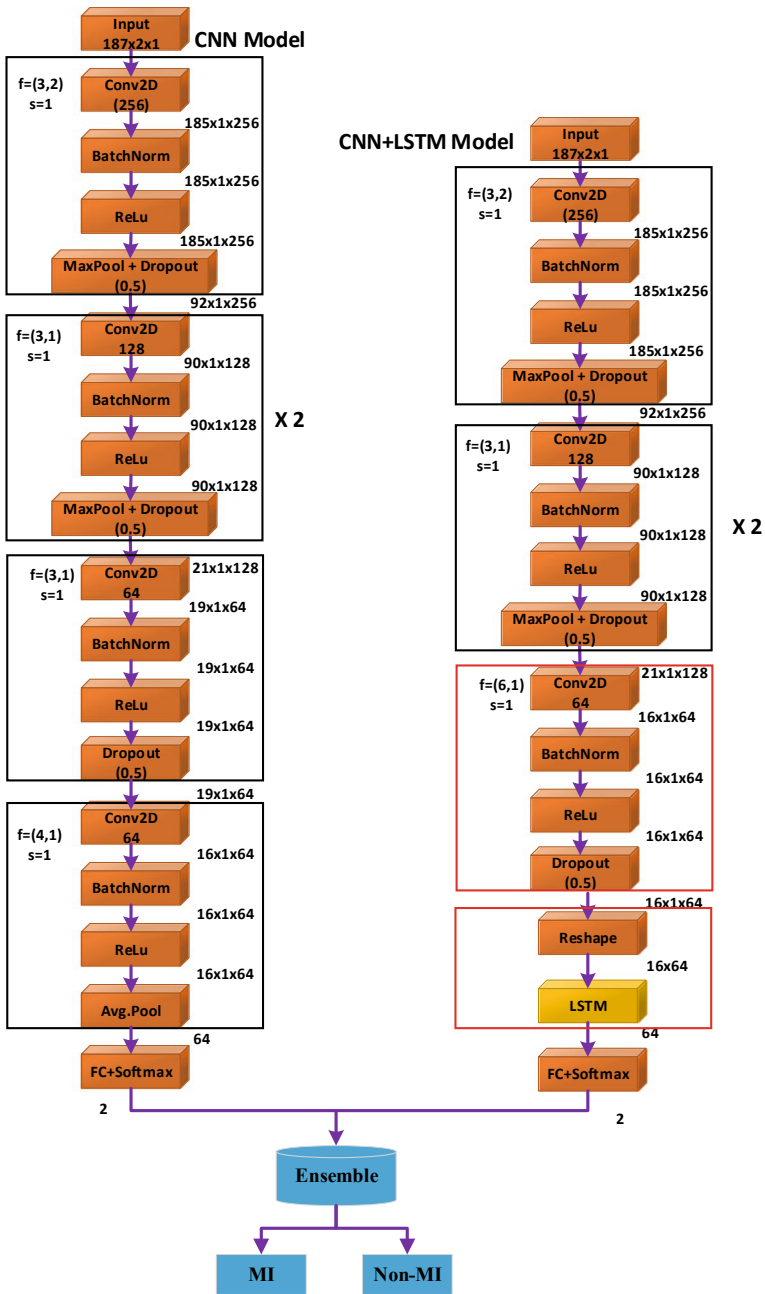 CNN Model
Input
187x2x1
f=(3,2)
s=1
Conv2D
(256)
185x1x256
BatchNorm
185x1x256
ReLu
185x1x256
MaxPool + Dropout
(0.5)
92x1x256
f=(3,1)
s=1
Conv2D
128
90x1x128
BatchNorm
90x1x128
ReLu
90x1x128
MaxPool + Dropout
(0.5)
X 2
f=(3,1)
s=1
Conv2D
64
21x1x128
19x1x64
BatchNorm
19x1x64
ReLu
19x1x64
Dropout
(0.5)
19x1x64
f=(4,1)
s=1
Conv2D
64
16x1x64
BatchNorm
16x1x64
ReLu
16x1x64
Avg.Pool
64
FC+Softmax
2
CNN+LSTM Model
Input
187x2x1
f=(3,2)
s=1
Conv2D
(256)
185x1x256
BatchNorm
185x1x256
ReLu
185x1x256
MaxPool + Dropout
(0.5)
92x1x256
f=(3,1)
s=1
Conv2D
128
90x1x128
BatchNorm
90x1x128
ReLu
90x1x128
MaxPool + Dropout
(0.5)
X 2
f=(6,1)
s=1
Conv2D
64
21x1x128
16x1x64
BatchNorm
16x1x64
ReLu
16x1x64
Dropout
(0.5)
16x1x64
Reshape
16x64
LSTM
64
FC+Softmax
2
Ensemble
MI
Non-MI